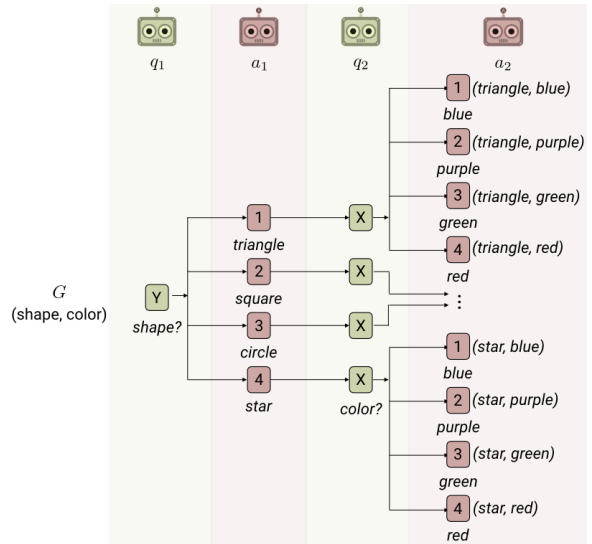 q1 a1 q2 a2
1 (triangle, blue)
blue
2 (triangle, purple)
purple
3 (triangle, green)
green
4 (triangle, red)
red
1 X
triangle
2 X
square
G
(shape, color)
Y
shape?
⋮
3 X
circle
4 X
star
color?
1 (star, blue)
blue
2 (star, purple)
purple
3 (star, green)
green
4 (star, red)
red